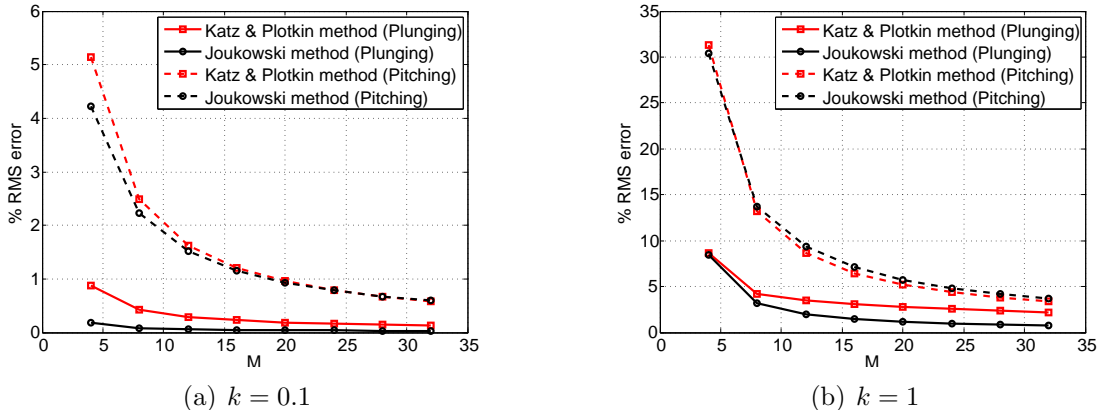 6
5
4
3
2
1
0
% RMS error
0 5 10 15 20 25 30 35
M
Katz & Plotkin method (Plunging)
Joukowski method (Plunging)
Katz & Plotkin method (Pitching)
Joukowski method (Pitching)
(a) k = 0.1
35
30
25
20
15
10
5
0
% RMS error
0 5 10 15 20 25 30 35
M
Katz & Plotkin method (Plunging)
Joukowski method (Plunging)
Katz & Plotkin method (Pitching)
Joukowski method (Pitching)
(b) k = 1